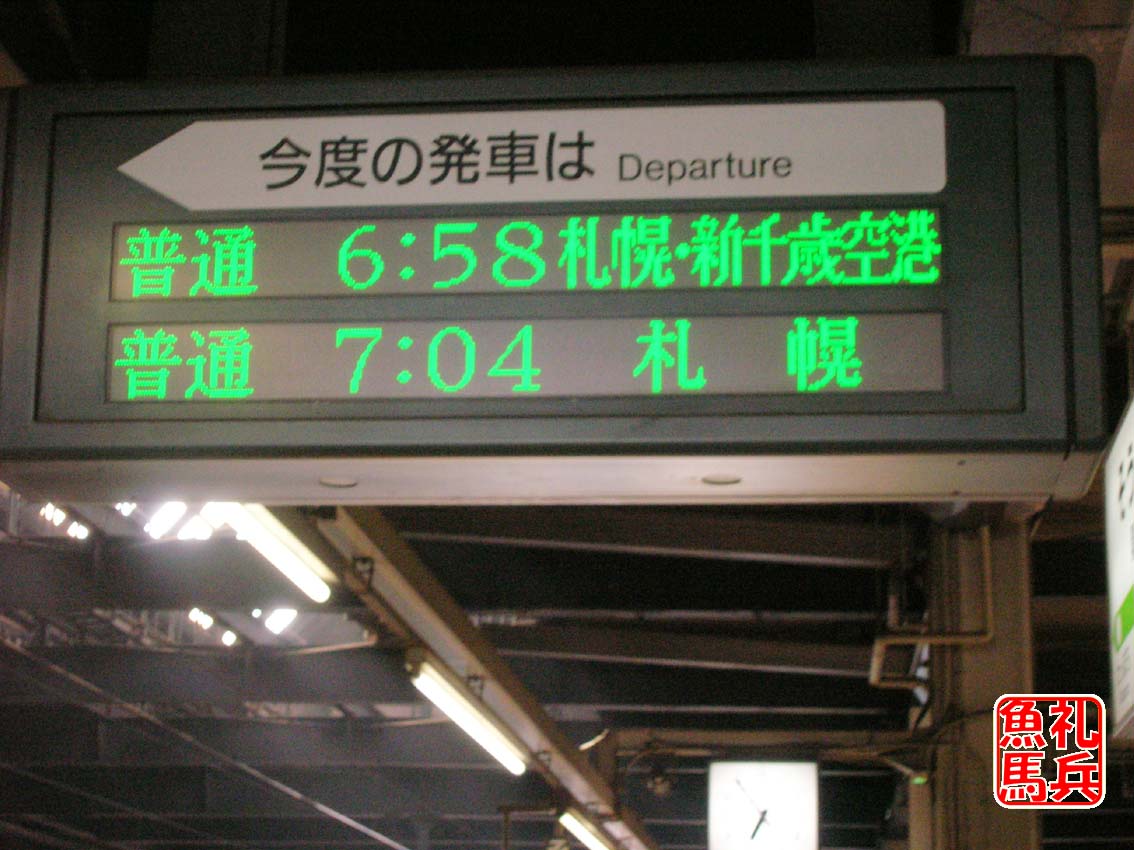 今度の発車は Departure
普通 6:58 札幌・新千歳空港
普通 7:04 札幌
札兵
魚馬